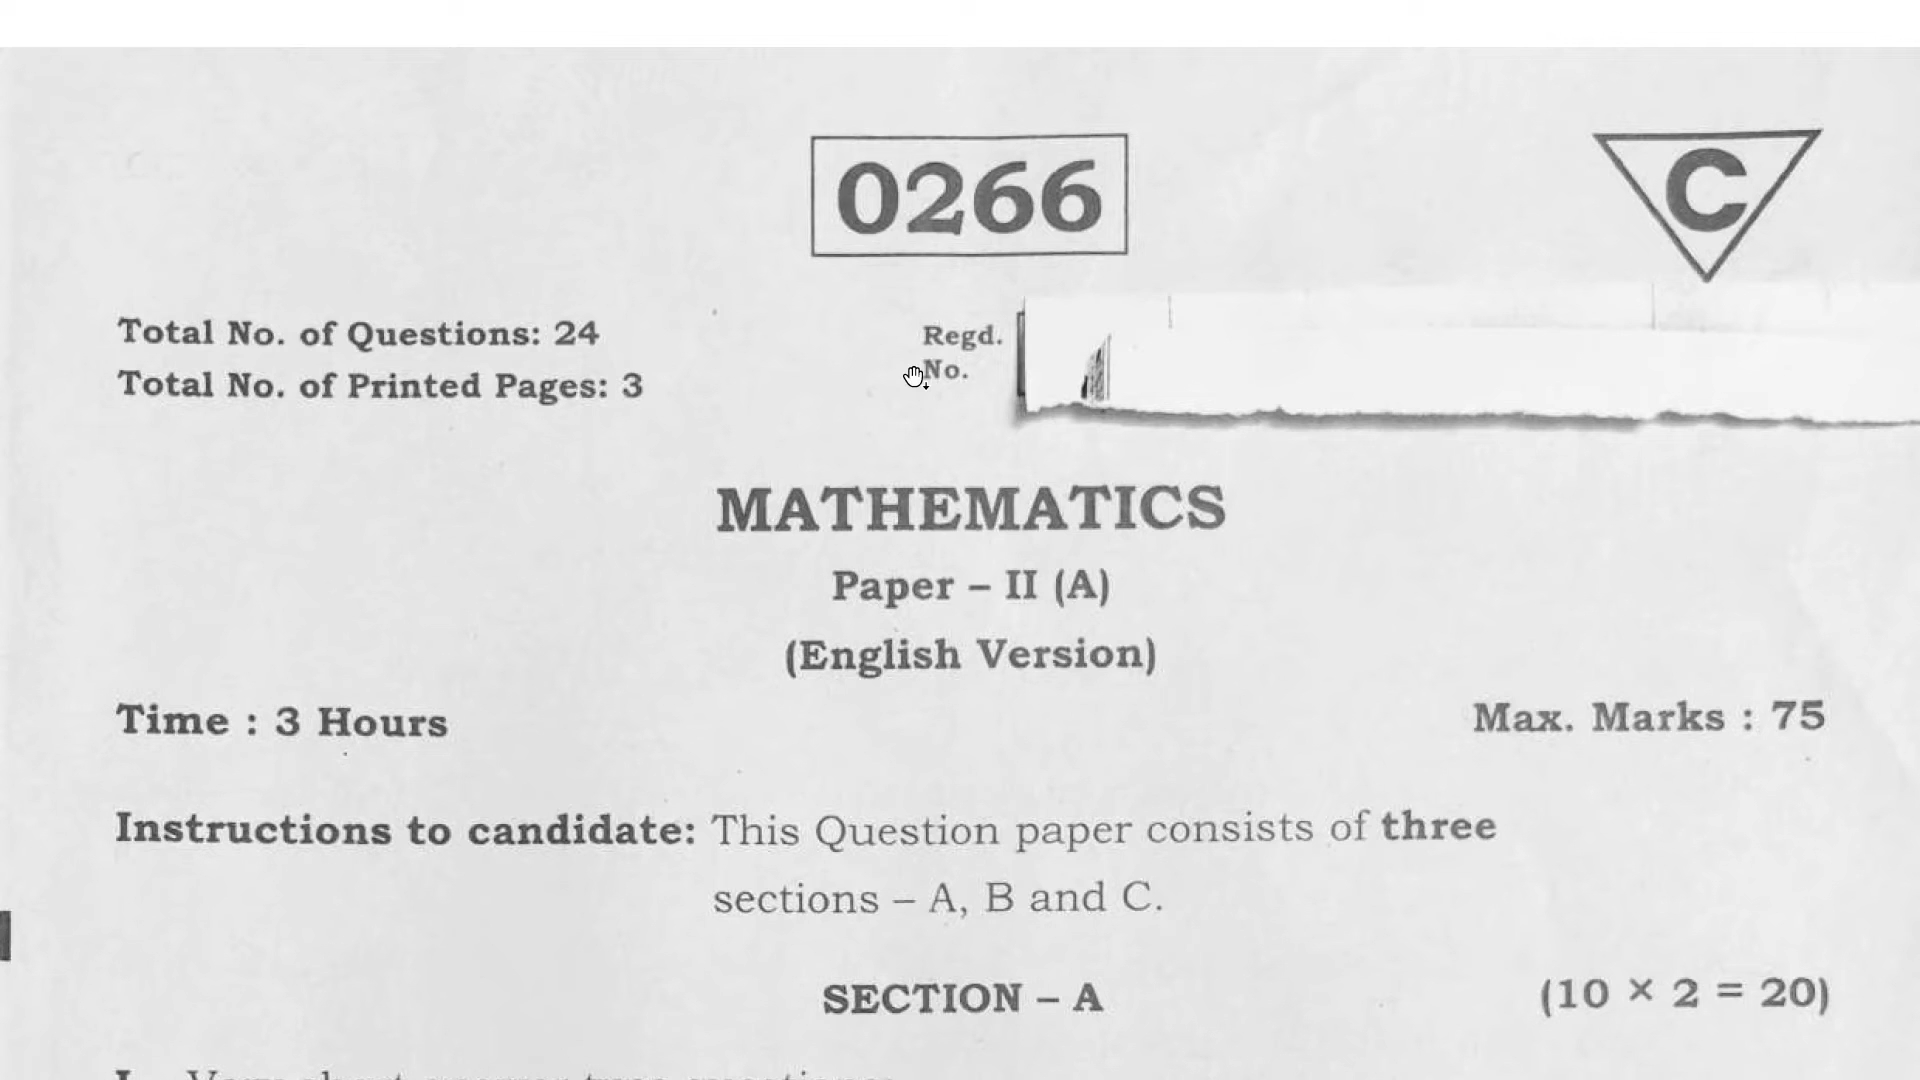 0266
C
Total No. of Questions: 24
Regd.
Total No. of Printed Pages: 3
No.
MATHEMATICS
Paper – II (A)
(English Version)
Time : 3 Hours
Max. Marks : 75
Instructions to candidate: This Question paper consists of three
sections – A, B and C.
SECTION – A
(10 × 2 = 20)